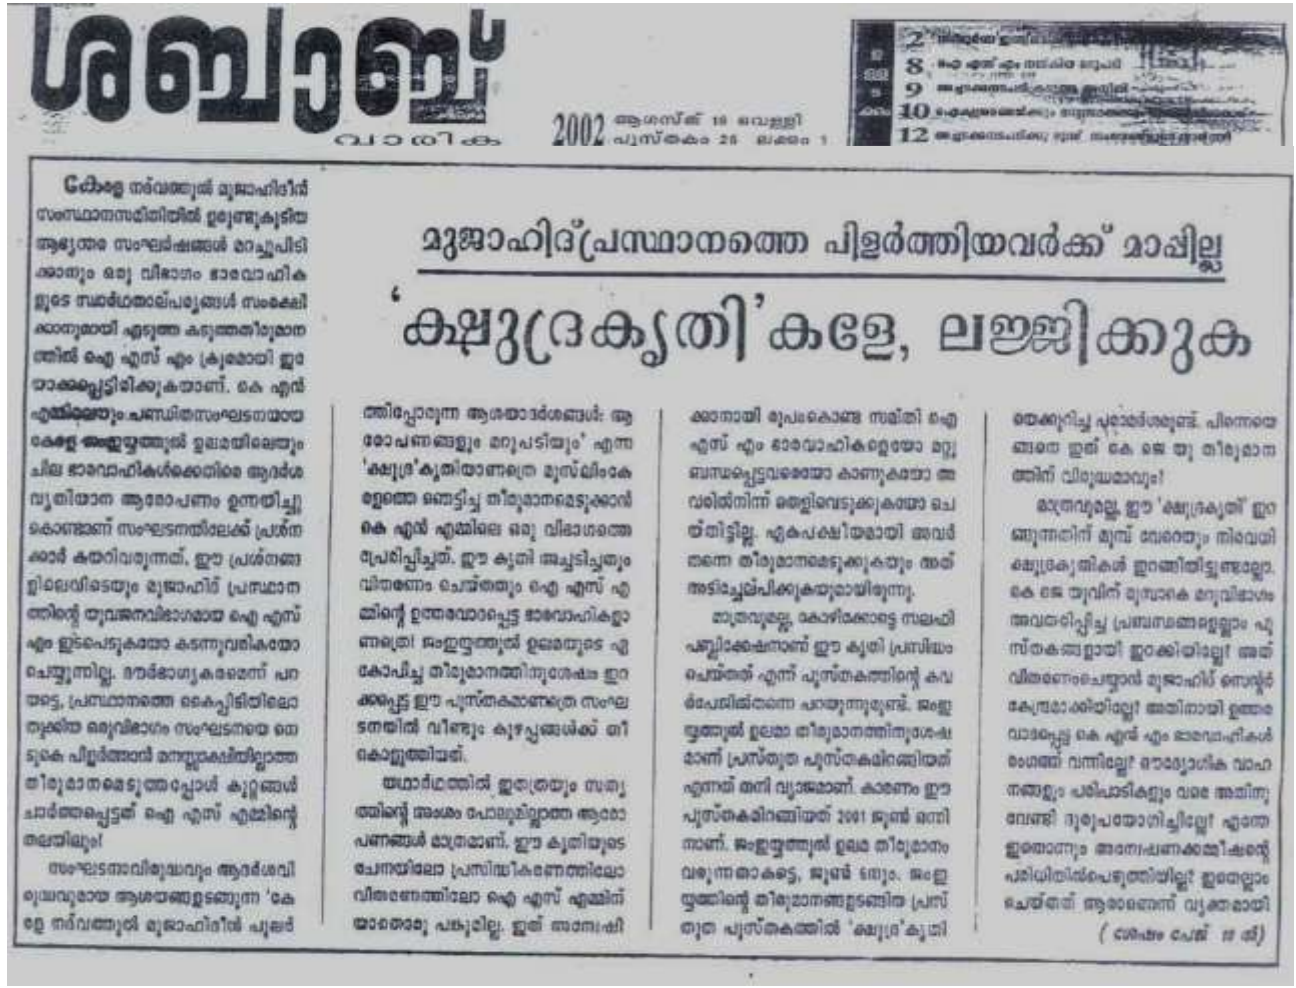 ശബാബ്
വാരിക
2002 ആഗസ്ത് 16 വെള്ളി
പുസ്തകം 26 ലക്കം 1
ഉള്ളടക്കം
2
8 ഐ എസ് എം നൽകിയ മറുപടി
9
10
12
മുജാഹിദ്പ്രസ്ഥാനത്തെ പിളർത്തിയവർക്ക് മാപ്പില്ല
'ക്ഷുദ്രകൃതി'കളേ, ലജ്ജിക്കുക
കേരള നദ്‌വത്തുൽ മുജാഹിദീൻ
സംസ്ഥാനസമിതിയിൽ ഉരുണ്ടുകൂടിയ
ആഭ്യന്തര സംഘർഷങ്ങൾ മറച്ചുപിടി
ക്കാനും ഒരു വിഭാഗം ഭാരവാഹിക
ളുടെ സ്വാർഥതാല്പര്യങ്ങൾ സംരക്ഷി
ക്കാനുമായി എടുത്ത കടുത്തതീരുമാന
ത്തിൽ ഐ എസ് എം ക്രൂരമായി ഇര
യാക്കപ്പെട്ടിരിക്കുകയാണ്. കെ എൻ
എമ്മിലെയും പണ്ഡിതസംഘടനയായ
കേരള ജംഇയ്യത്തുൽ ഉലമയിലെയും
ചില ഭാരവാഹികൾക്കെതിരെ ആദർശ
വ്യതിയാന ആരോപണം ഉന്നയിച്ചു
കൊണ്ടാണ് സംഘടനയിലേക്ക് പ്രശ്ന
ക്കാർ കയറിവരുന്നത്. ഈ പ്രശ്നങ്ങ
ളിലെവിടെയും മുജാഹിദ് പ്രസ്ഥാന
ത്തിന്റെ യുവജനവിഭാഗമായ ഐ എസ്
എം ഇടപെടുകയോ കടന്നുവരികയോ
ചെയ്യുന്നില്ല. ദൗർഭാഗ്യകരമെന്ന് പറ
യട്ടെ, പ്രസ്ഥാനത്തെ കൈപ്പിടിയിലൊ
തുക്കിയ ഒരുവിഭാഗം സംഘടനയെ നെ
ടുകെ പിളർത്താൻ മനസ്സാക്ഷിയില്ലാത്ത
തീരുമാനമെടുത്തപ്പോൾ കുറ്റങ്ങൾ
ചാർത്തപ്പെട്ടത് ഐ എസ് എമ്മിന്റെ
തലയിലും!
സംഘടനാവിരുദ്ധവും ആദർശവി
രുദ്ധവുമായ ആശയങ്ങളടങ്ങുന്ന 'കേ
രള നദ്‌വത്തുൽ മുജാഹിദീൻ പുലർ
ത്തിപ്പോരുന്ന ആശയാദർശങ്ങൾ: ആ
രോപണങ്ങളും മറുപടിയും' എന്ന
'ക്ഷുദ്ര'കൃതിയാണത്രെ മുസ്‌ലിംകേ
രളത്തെ ഞെട്ടിച്ച തീരുമാനമെടുക്കാൻ
കെ എൻ എമ്മിലെ ഒരു വിഭാഗത്തെ
പ്രേരിപ്പിച്ചത്. ഈ കൃതി അച്ചടിച്ചതും
വിതരണം ചെയ്തതും ഐ എസ് എ
മ്മിന്റെ ഉത്തരവാദപ്പെട്ട ഭാരവാഹികളാ
ണത്രെ! ജംഇയ്യത്തുൽ ഉലമയുടെ ഏ
കോപിച്ച തീരുമാനത്തിനുശേഷം ഇറ
ക്കപ്പെട്ട ഈ പുസ്തകമാണത്രെ സംഘ
ടനയിൽ വീണ്ടും കുഴപ്പങ്ങൾക്ക് തീ
കൊളുത്തിയത്.
യഥാർഥത്തിൽ ഇതത്രയും സത്യ
ത്തിന്റെ അംശം പോലുമില്ലാത്ത ആരോ
പണങ്ങൾ മാത്രമാണ്. ഈ കൃതിയുടെ
രചനയിലോ പ്രസിദ്ധീകരണത്തിലോ
വിതരണത്തിലോ ഐ എസ് എമ്മിന്
യാതൊരു പങ്കുമില്ല. ഇത് അന്വേഷി
ക്കാനായി രൂപംകൊണ്ട സമിതി ഐ
എസ് എം ഭാരവാഹികളെയോ മറ്റു
ബന്ധപ്പെട്ടവരെയോ കാണുകയോ അ
വരിൽനിന്ന് തെളിവെടുക്കുകയോ ചെ
യ്തിട്ടില്ല. ഏകപക്ഷീയമായി അവർ
തന്നെ തീരുമാനമെടുക്കുകയും അത്
അടിച്ചേല്പിക്കുകയുമായിരുന്നു.
മാത്രവുമല്ല, കോഴിക്കോട്ടെ സലഫി
പബ്ലിക്കേഷനാണ് ഈ കൃതി പ്രസിദ്ധം
ചെയ്തത് എന്ന് പുസ്തകത്തിന്റെ കവ
ർപേജിൽതന്നെ പറയുന്നുമുണ്ട്. ജംഇ
യ്യത്തുൽ ഉലമാ തീരുമാനത്തിനുശേഷ
മാണ് പ്രസ്തുത പുസ്തകമിറങ്ങിയത്
എന്നത് തനി വ്യാജമാണ്. കാരണം ഈ
പുസ്തകമിറങ്ങിയത് 2001 ജൂൺ ഒന്നി
നാണ്. ജംഇയ്യത്തുൽ ഉലമ തീരുമാനം
വരുന്നതാകട്ടെ, ജൂൺ 6നും. ജംഇ
യ്യത്തിന്റെ തീരുമാനങ്ങളടങ്ങിയ പ്രസ്
തുത പുസ്തകത്തിൽ 'ക്ഷുദ്ര'കൃതി
യെക്കുറിച്ച പരാമർശമുണ്ട്. പിന്നെയെ
ങ്ങനെ ഇത് കെ ജെ യു തീരുമാന
ത്തിന് വിരുദ്ധമാവും!
മാത്രവുമല്ല, ഈ 'ക്ഷുദ്രകൃതി' ഇറ
ങ്ങുന്നതിന് മുമ്പ് വേറെയും നിരവധി
ക്ഷുദ്രകൃതികൾ ഇറങ്ങിയിട്ടുണ്ടല്ലോ.
കെ ജെ യുവിന് മുമ്പാകെ മറുവിഭാഗം
അവതരിപ്പിച്ച പ്രബന്ധങ്ങളെല്ലാം പു
സ്തകങ്ങളായി ഇറക്കിയില്ലേ? അത്
വിതരണംചെയ്യാൻ മുജാഹിദ് സെന്റർ
കേന്ദ്രമാക്കിയില്ലേ? അതിനായി ഉത്തര
വാദപ്പെട്ട കെ എൻ എം ഭാരവാഹികൾ
രംഗത്ത് വന്നില്ലേ? ഔദ്യോഗിക വാഹ
നങ്ങളും പരിപാടികളും വരെ അതിനു
വേണ്ടി ദുരുപയോഗിച്ചില്ലേ? എന്തേ
ഇതൊന്നും അന്വേഷണക്കമ്മീഷന്റെ
പരിധിയിൽപെടുത്തിയില്ല? ഇതെല്ലാം
ചെയ്തത് ആരാണെന്ന് വ്യക്തമായി
(ശേഷം പേജ് 10 ൽ)